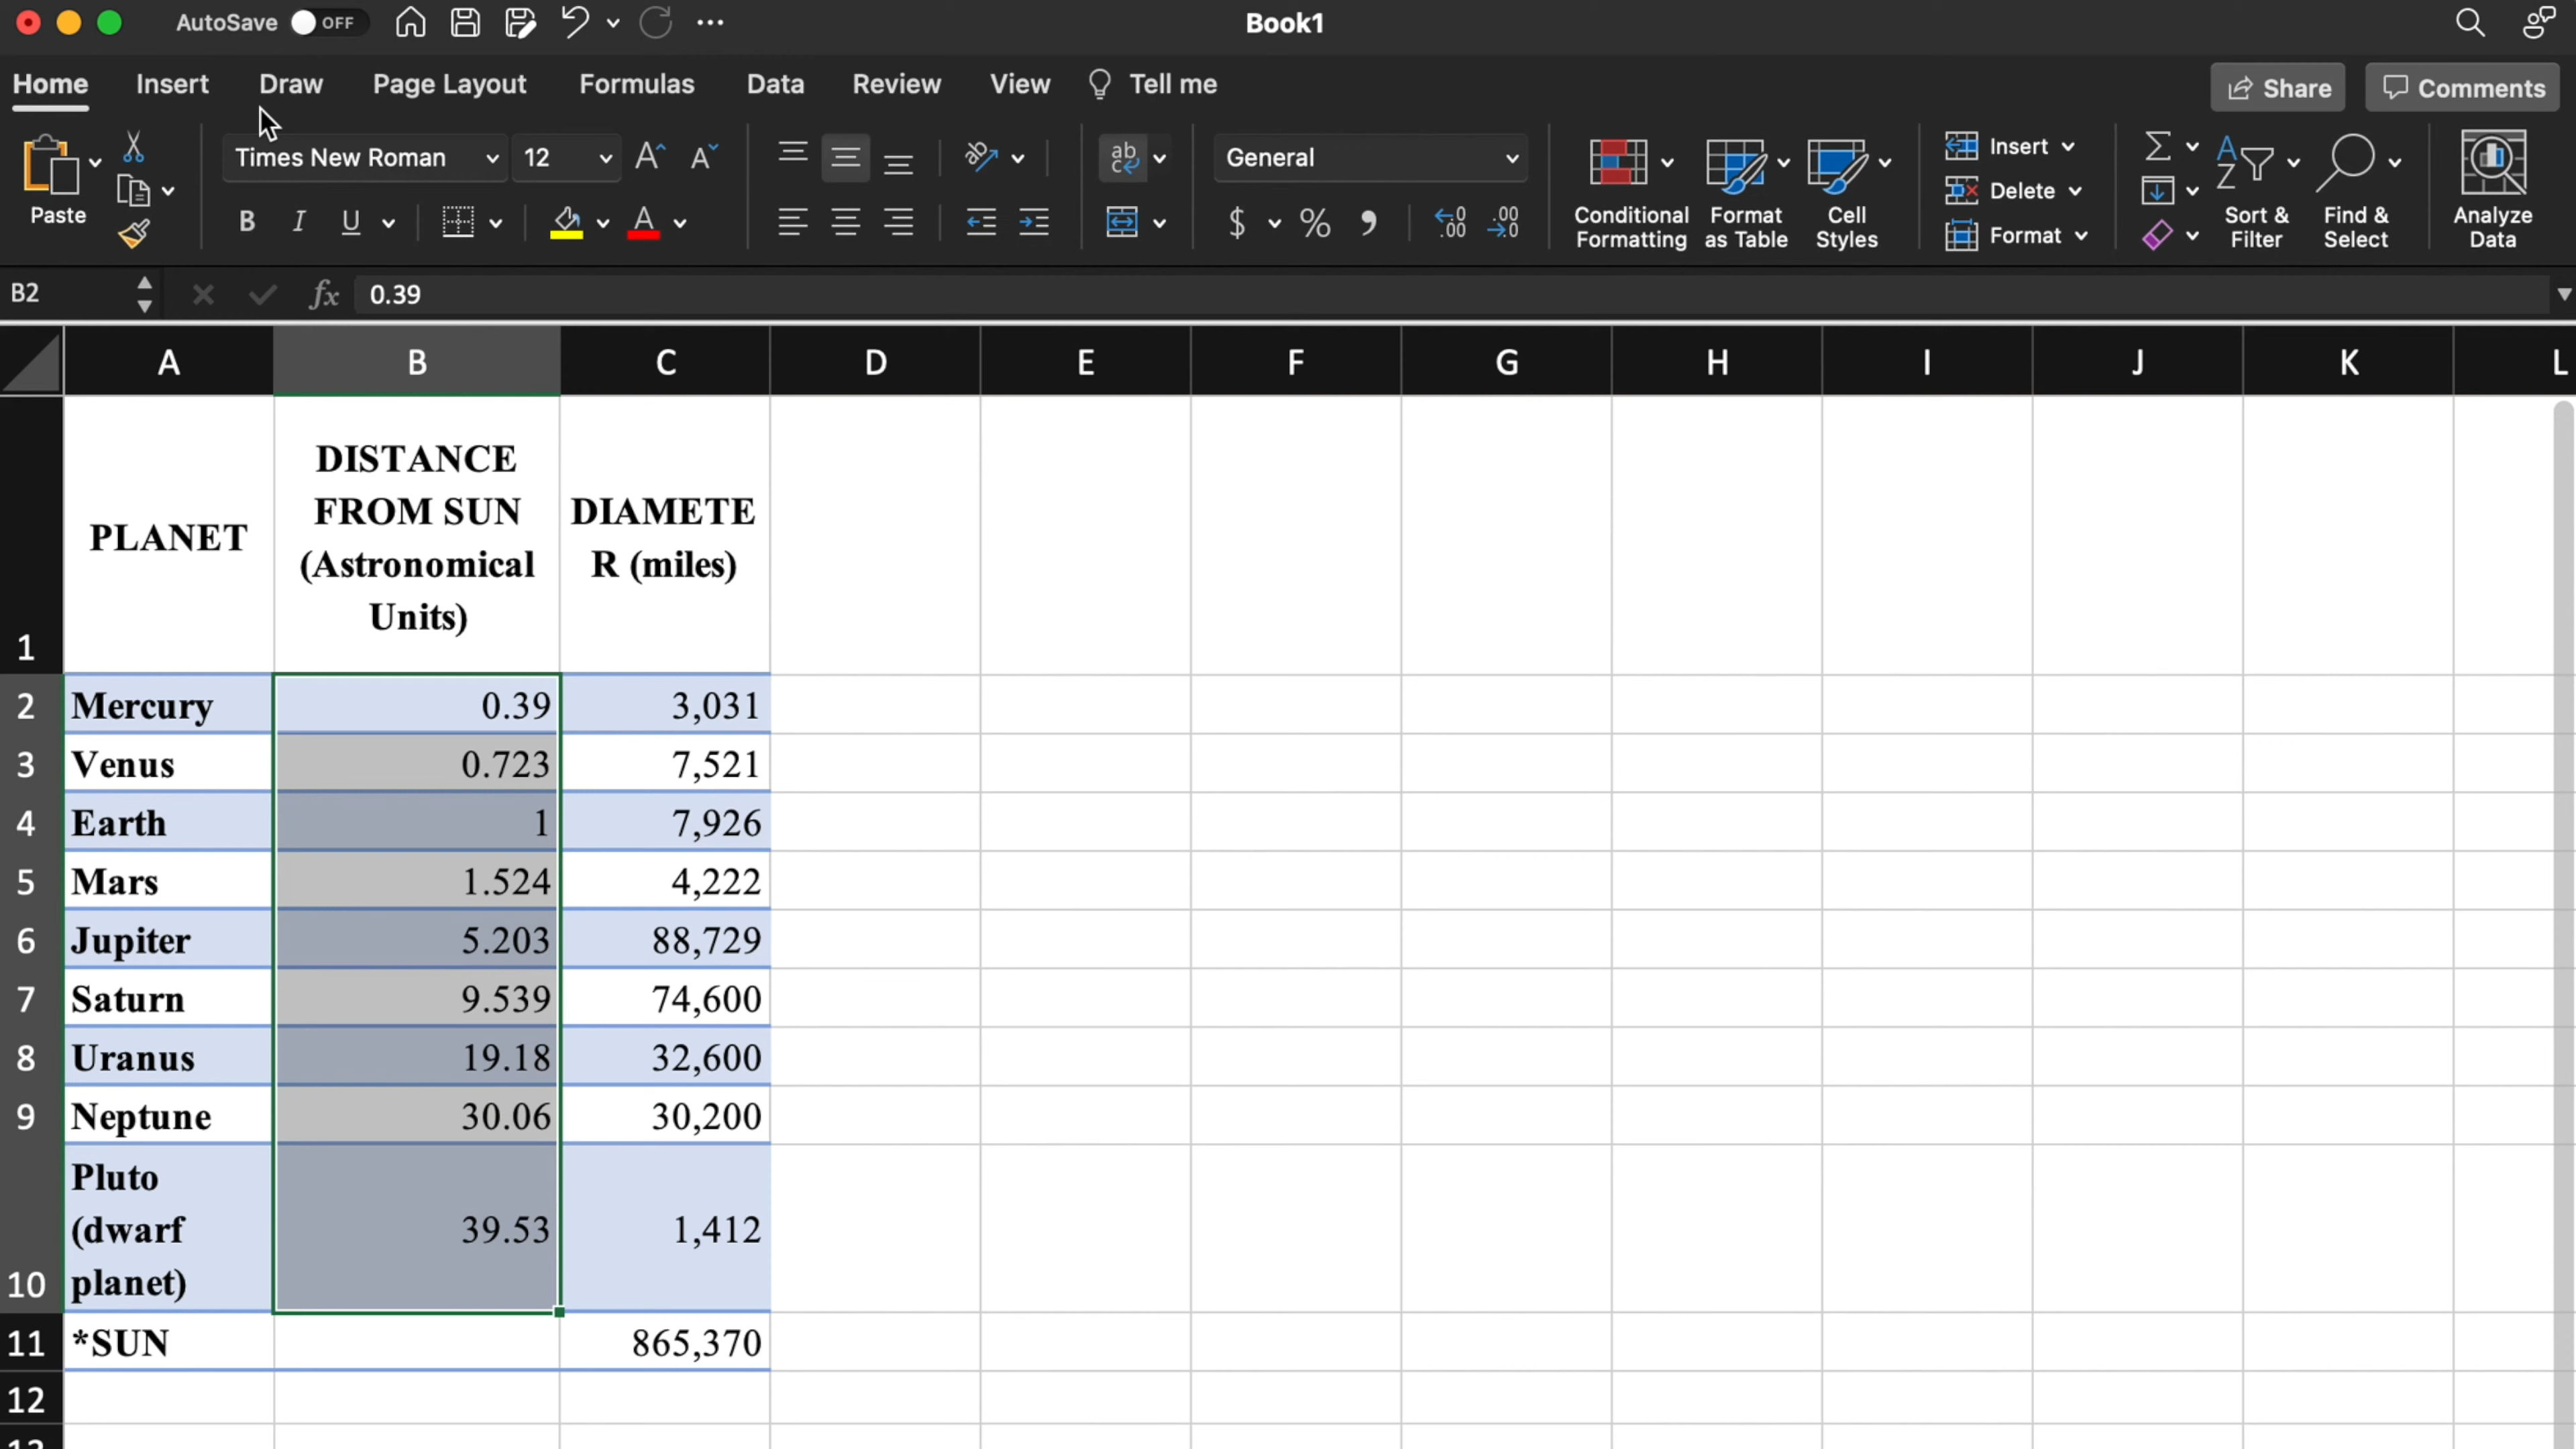 AutoSave OFF
Book1
Home Insert Draw Page Layout Formulas Data Review View Tell me
Share Comments
Paste
Times New Roman 12
B I U
ab
General
$ % ,
Conditional
Formatting
Format
as Table
Cell
Styles
Insert
Delete
Format
Sort &
Filter
Find &
Select
Analyze
Data
B2 fx 0.39
A B C D E F G H I J K L
1 PLANET
DISTANCE
FROM SUN
(Astronomical
Units)
DIAMETE
R (miles)
2 Mercury 0.39 3,031
3 Venus 0.723 7,521
4 Earth 1 7,926
5 Mars 1.524 4,222
6 Jupiter 5.203 88,729
7 Saturn 9.539 74,600
8 Uranus 19.18 32,600
9 Neptune 30.06 30,200
Pluto
(dwarf
10 planet) 39.53 1,412
11 *SUN 865,370
12